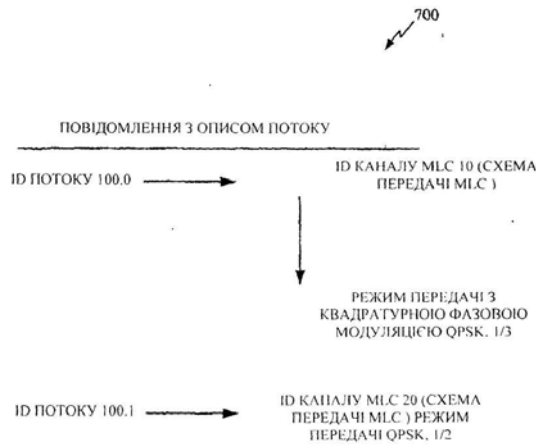 700
ПОВІДОМЛЕННЯ З ОПИСОМ ПОТОКУ
ID ПОТОКУ 100.0
ID КАНАЛУ MLC 10 (СХЕМА
ПЕРЕДАЧІ MLC )
РЕЖИМ ПЕРЕДАЧІ З
КВАДРАТУРНОЮ ФАЗОВОЮ
МОДУЛЯЦІЄЮ QPSK, 1/3
ID ПОТОКУ 100.1
ID КАНАЛУ MLC 20 (СХЕМА
ПЕРЕДАЧІ MLC ) РЕЖИМ
ПЕРЕДАЧІ QPSK, 1/2